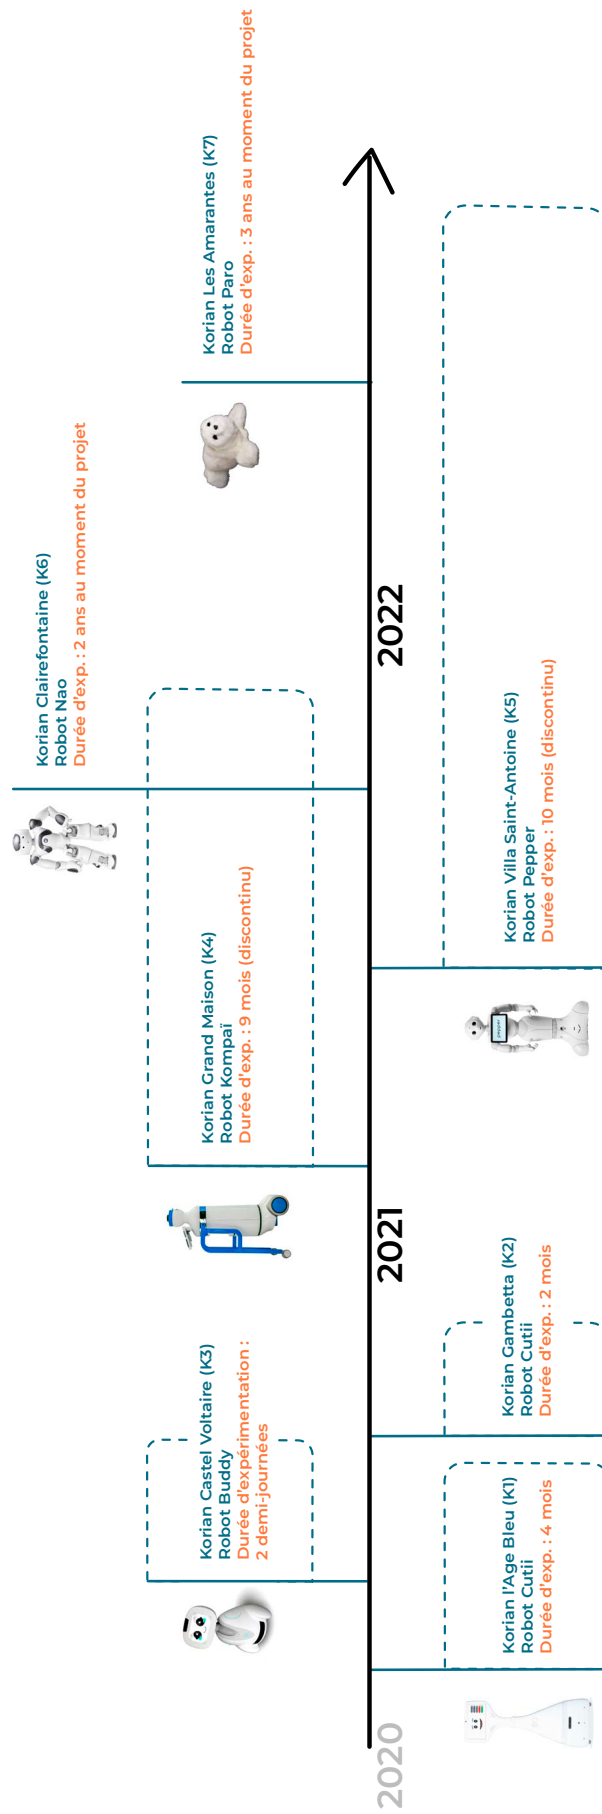 Korian Clairefontaine (K6)
Robot Nao
Durée d'exp. : 2 ans au moment du projet
Korian Castel Voltaire (K3)
Robot Buddy
Durée d'expérimentation :
2 demi-journées
Korian Grand Maison (K4)
Robot Kompaï
Durée d'exp. : 9 mois (discontinu)
Korian Les Amarantes (K7)
Robot Paro
Durée d'exp. : 3 ans au moment du projet
2020
2021
2022
Korian l'Age Bleu (K1)
Robot Cutii
Durée d'exp. : 4 mois
Korian Gambetta (K2)
Robot Cutii
Durée d'exp. : 2 mois
Korian Villa Saint-Antoine (K5)
Robot Pepper
Durée d'exp. : 10 mois (discontinu)